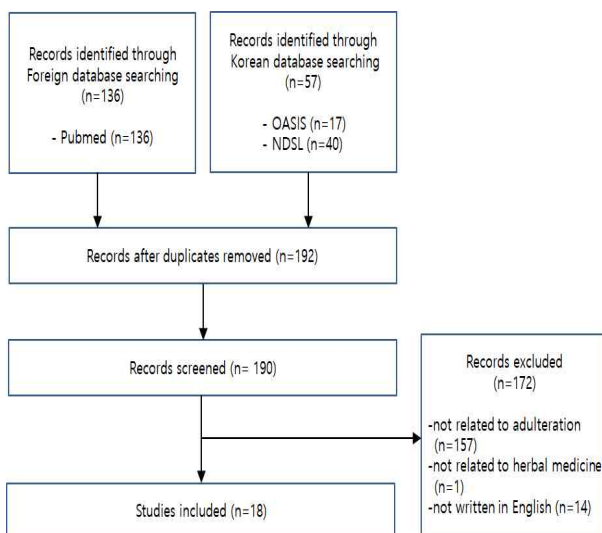 Records identified through
Foreign database searching
(n=136)
- Pubmed (n=136)
Records identified through
Korean database searching
(n=57)
- OASIS (n=17)
- NDSL (n=40)
Records after duplicates removed (n=192)
Records screened (n= 190)
Records excluded
(n=172)
-not related to adulteration
(n=157)
-not related to herbal medicine
(n=1)
-not written in English (n=14)
Studies included (n=18)